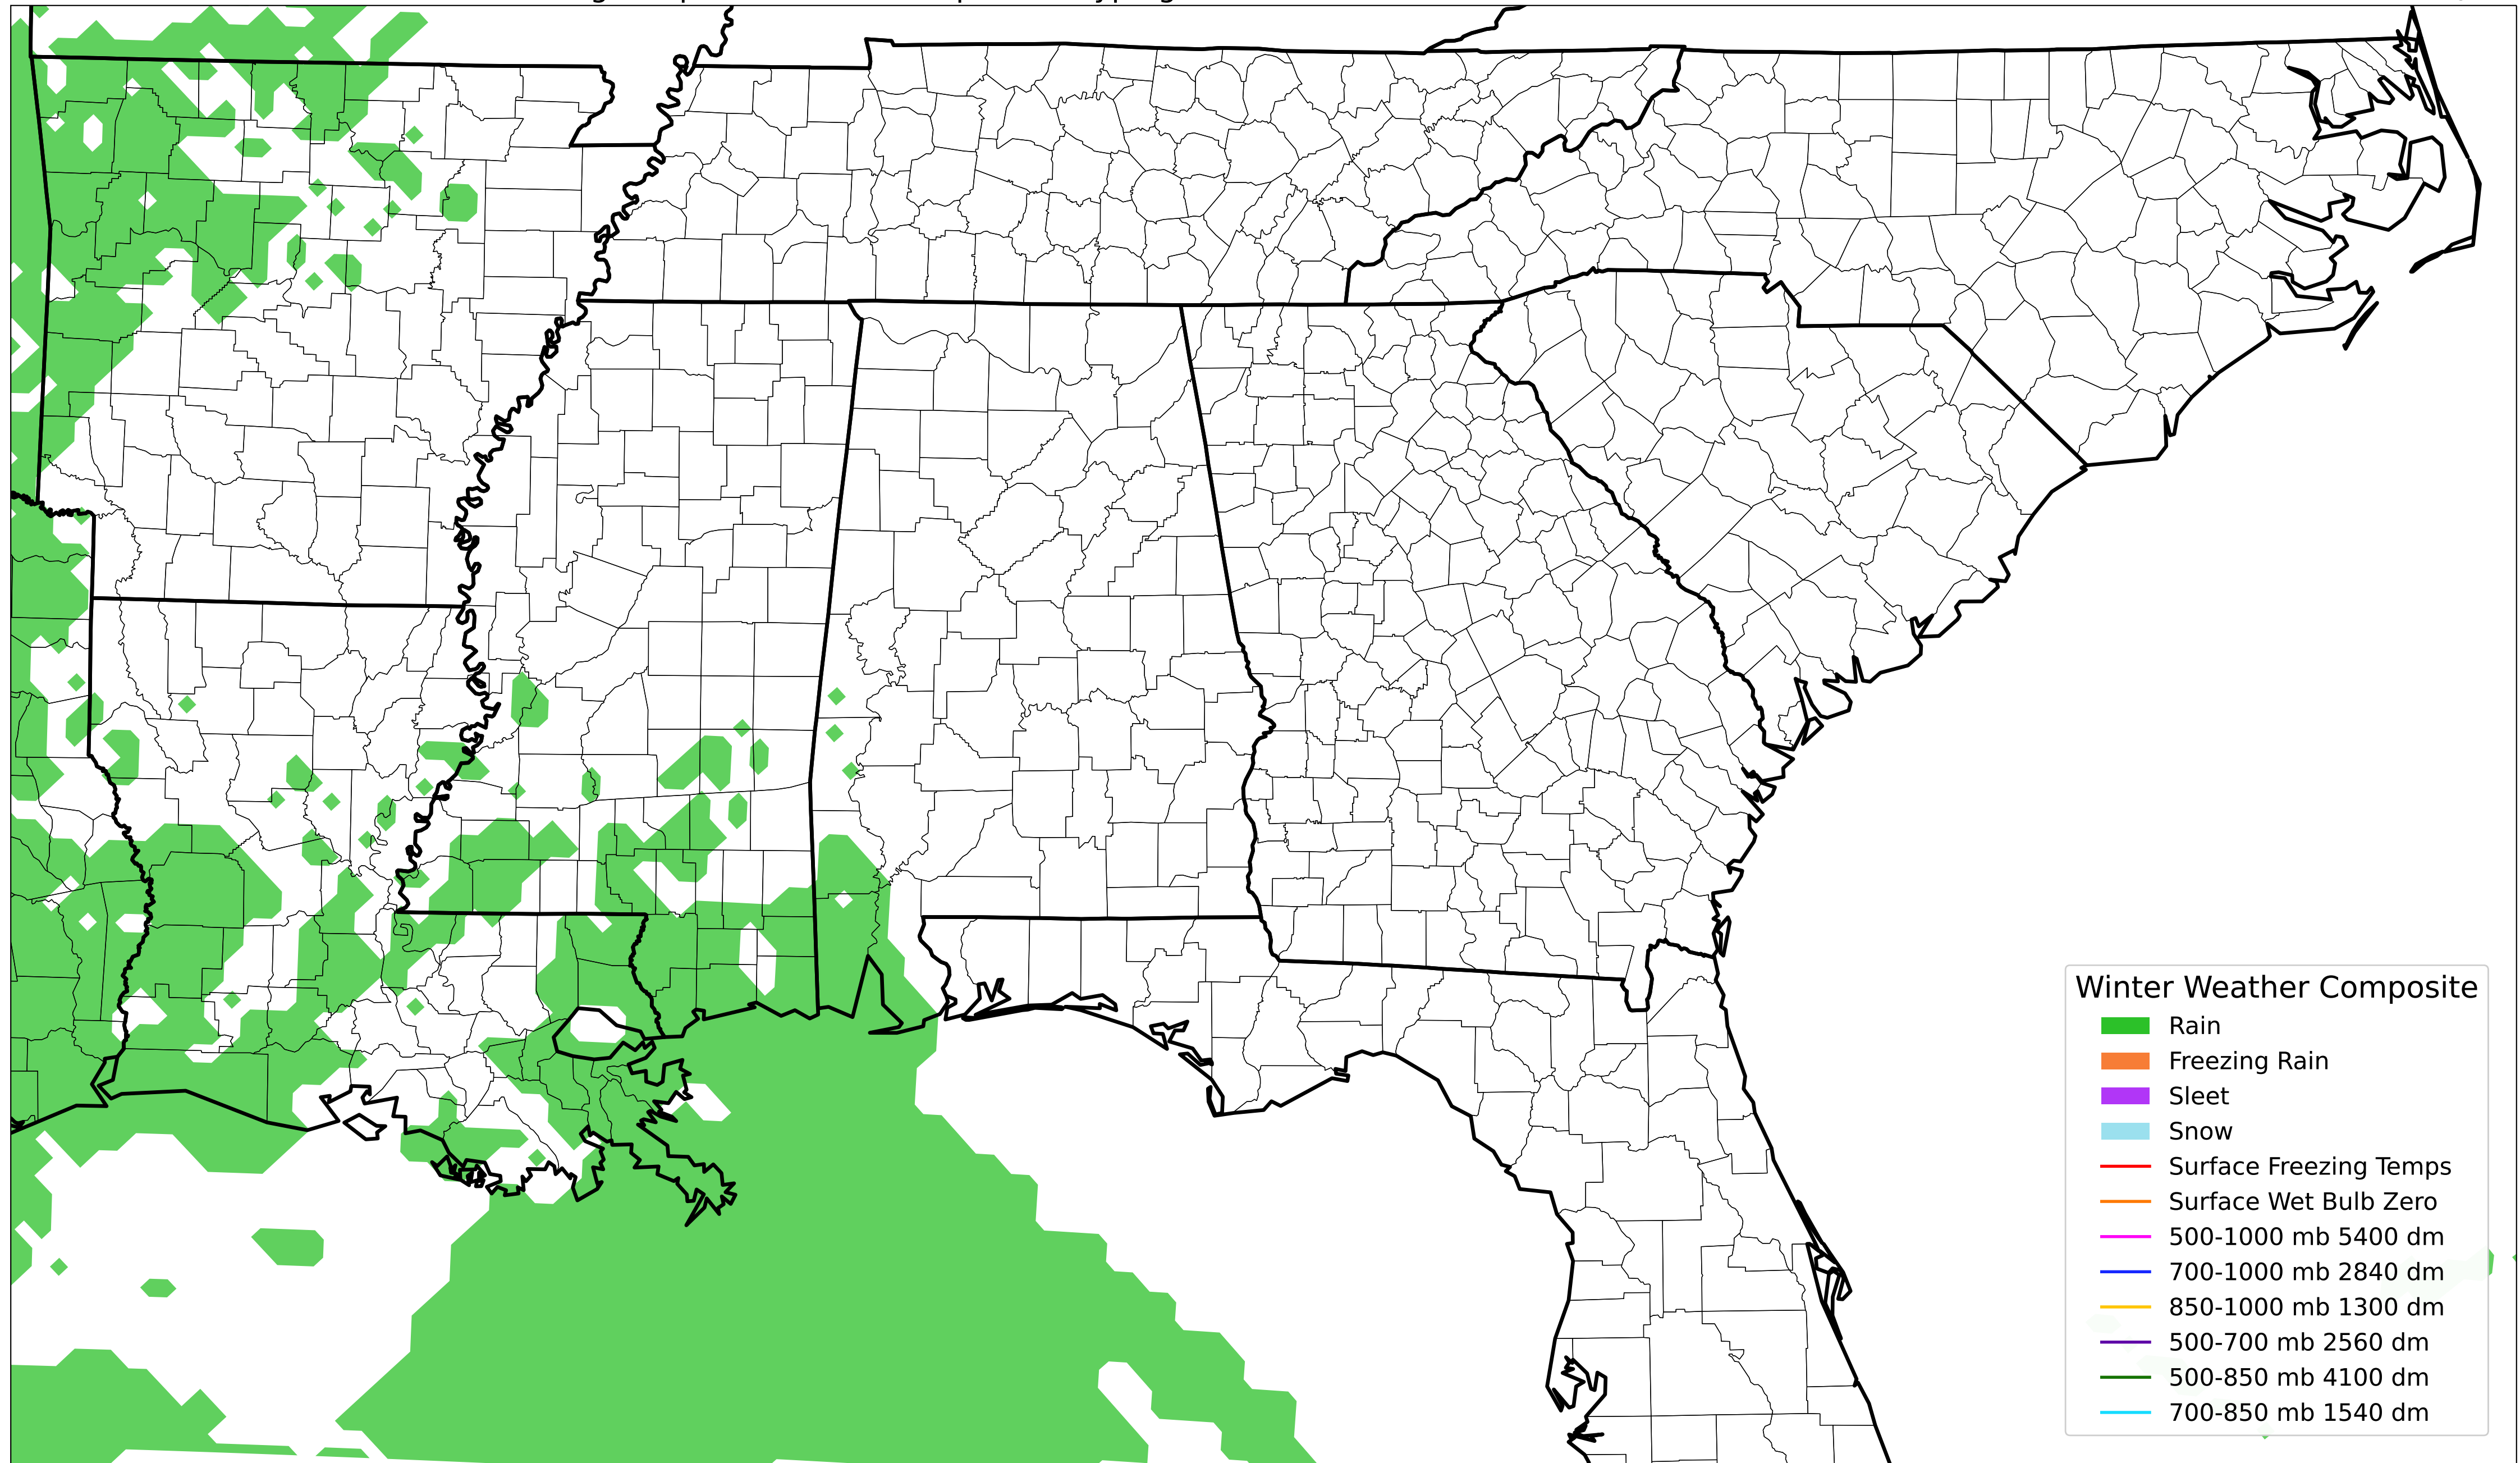 Winter Weather Composite
Rain
Freezing Rain
Sleet
Snow
Surface Freezing Temps
Surface Wet Bulb Zero
500-1000 mb 5400 dm
700-1000 mb 2840 dm
850-1000 mb 1300 dm
500-700 mb 2560 dm
500-850 mb 4100 dm
700-850 mb 1540 dm